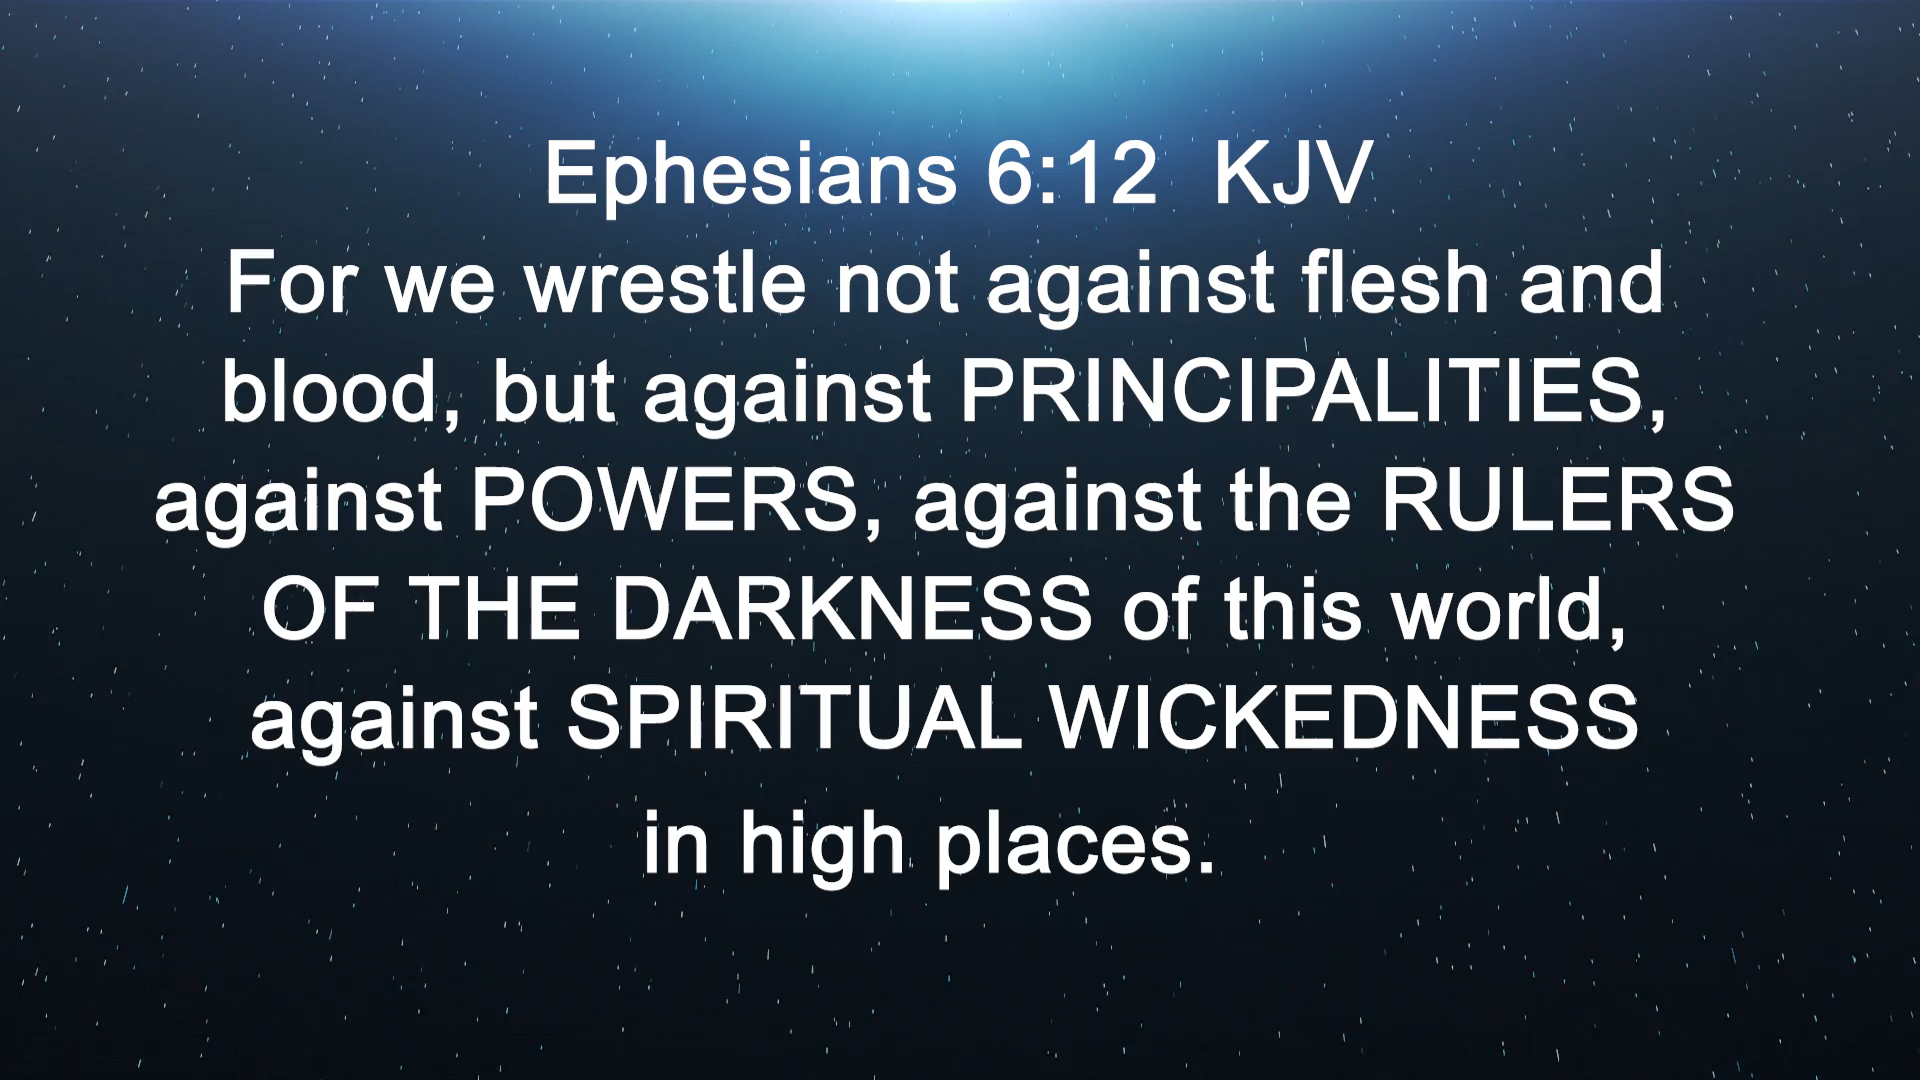 Ephesians 6:12  KJV
For we wrestle not against flesh and
blood, but against PRINCIPALITIES,
against POWERS, against the RULERS
OF THE DARKNESS of this world,
against SPIRITUAL WICKEDNESS
in high places.